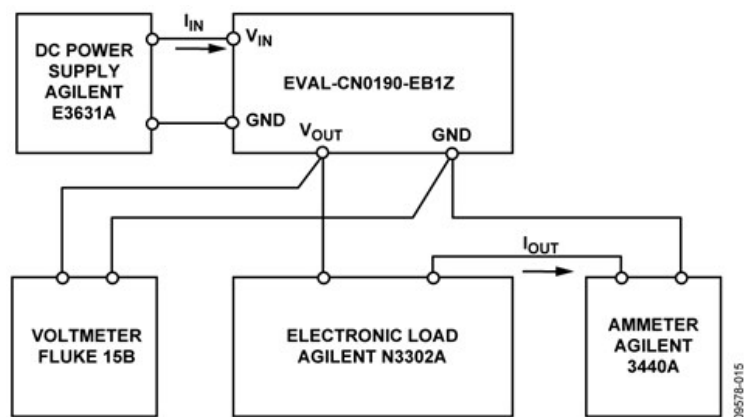 DC POWER
SUPPLY
AGILENT
E3631A
IIN
VIN
GND
EVAL-CN0190-EB1Z
VOUT
GND
IOUT
VOLTMETER
FLUKE 15B
ELECTRONIC LOAD
AGILENT N3302A
AMMETER
AGILENT
3440A
09578-015